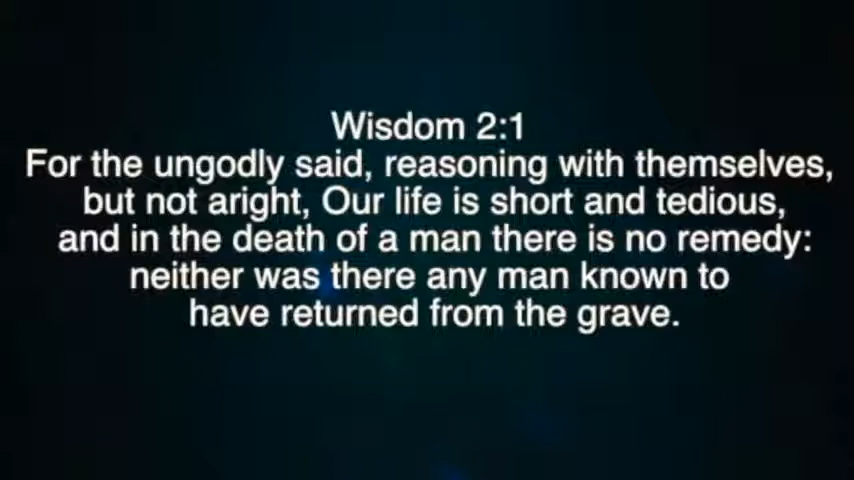 Wisdom 2:1
For the ungodly said, reasoning with themselves,
but not aright, Our life is short and tedious,
and in the death of a man there is no remedy:
neither was there any man known to
have returned from the grave.